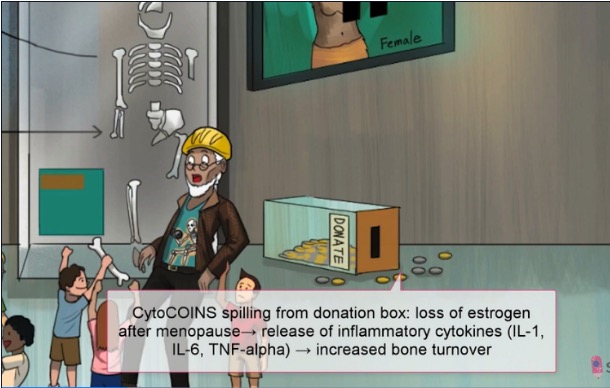 Female
DONATE
CytoCOINS spilling from donation box: loss of estrogen
after menopause→ release of inflammatory cytokines (IL-1,
IL-6, TNF-alpha) → increased bone turnover